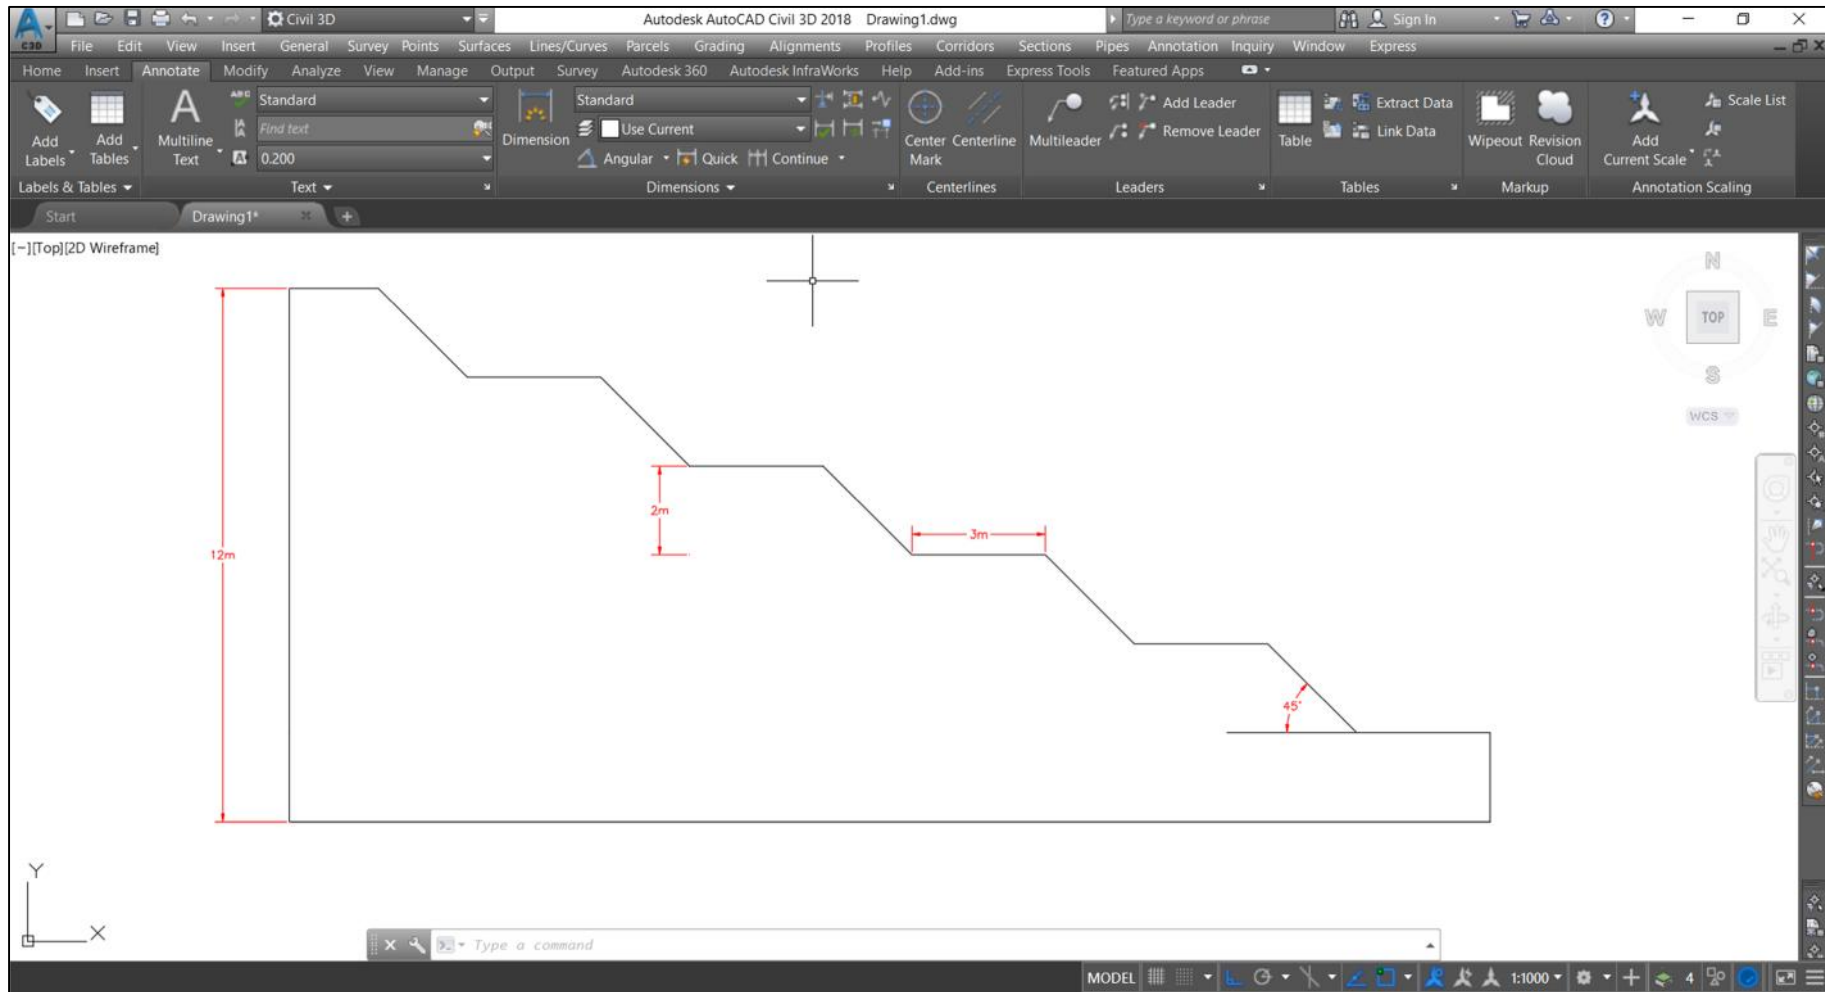 Civil 3D Autodesk AutoCAD Civil 3D 2018 Drawing1.dwg Type a keyword or phrase Sign In
C3D File Edit View Insert General Survey Points Surfaces Lines/Curves Parcels Grading Alignments Profiles Corridors Sections Pipes Annotation Inquiry Window Express
Home Insert Annotate Modify Analyze View Manage Output Survey Autodesk 360 Autodesk InfraWorks Help Add-ins Express Tools Featured Apps
Add Labels
Add Tables
Labels & Tables
A
Multiline Text
ABC Standard
Find text
0.200
Text
Dimension
Standard
Use Current
Angular Quick Continue
Dimensions
Center Mark
Centerline
Centerlines
Multileader
Add Leader
Remove Leader
Leaders
Table
Extract Data
Link Data
Tables
Wipeout
Revision Cloud
Markup
Add Current Scale
Scale List
Annotation Scaling
Start Drawing1*
[−][Top][2D Wireframe]
N
W TOP E
S
WCS
2m
3m
12m
45°
Y
X
Type a command
MODEL 1:1000 4